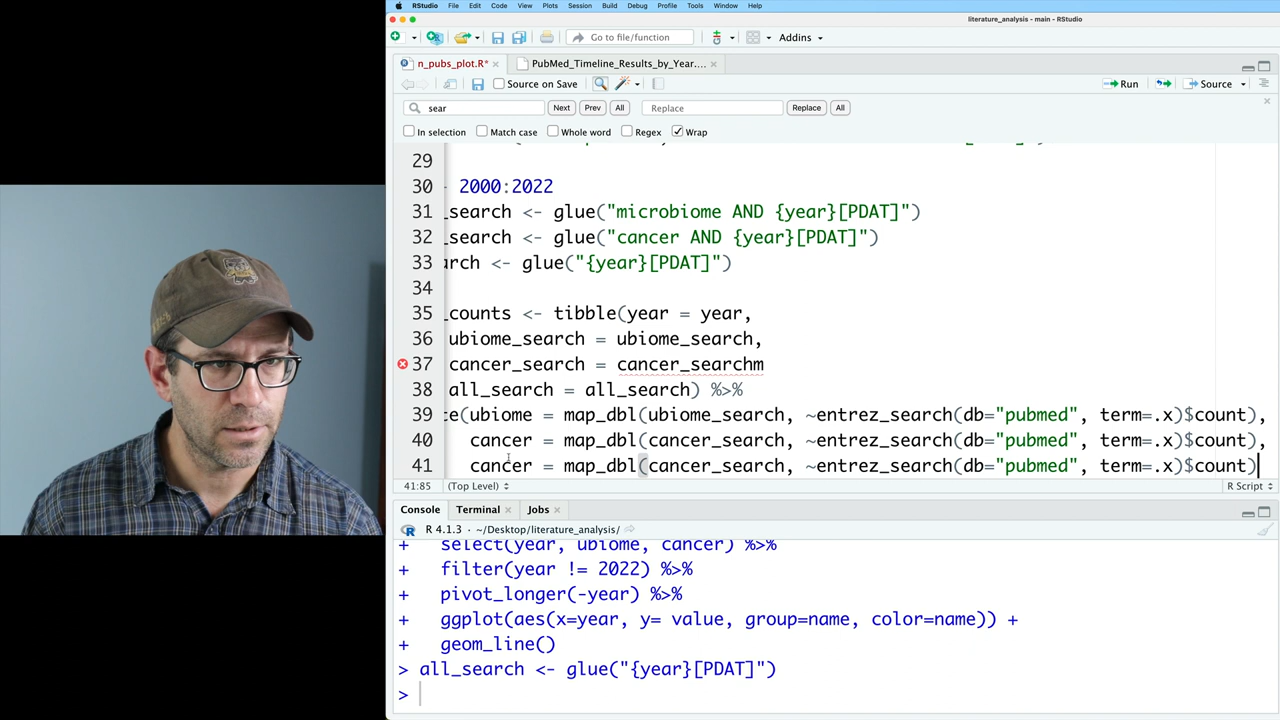 RStudio File Edit Code View Plots Session Build Debug Profile Tools Window Help
literature_analysis - main - RStudio
Go to file/function Addins
n_pubs_plot.R* PubMed_Timeline_Results_by_Year....
Source on Save Run Source
sear Next Prev All Replace Replace All
In selection Match case Whole word Regex Wrap
29
30 2000:2022
31 _search <- glue("microbiome AND {year}[PDAT]")
32 _search <- glue("cancer AND {year}[PDAT]")
33 arch <- glue("{year}[PDAT]")
34
35 _counts <- tibble(year = year,
36 ubiome_search = ubiome_search,
37 cancer_search = cancer_searchm
38 all_search = all_search) %>%
39 te(ubiome = map_dbl(ubiome_search, ~entrez_search(db="pubmed", term=.x)$count),
40 cancer = map_dbl(cancer_search, ~entrez_search(db="pubmed", term=.x)$count),
41 cancer = map_dbl(cancer_search, ~entrez_search(db="pubmed", term=.x)$count)
41:85 (Top Level) R Script
Console Terminal Jobs
R 4.1.3 · ~/Desktop/literature_analysis/
+ select(year, ubiome, cancer) %>%
+ filter(year != 2022) %>%
+ pivot_longer(-year) %>%
+ ggplot(aes(x=year, y= value, group=name, color=name)) +
+ geom_line()
> all_search <- glue("{year}[PDAT]")
>